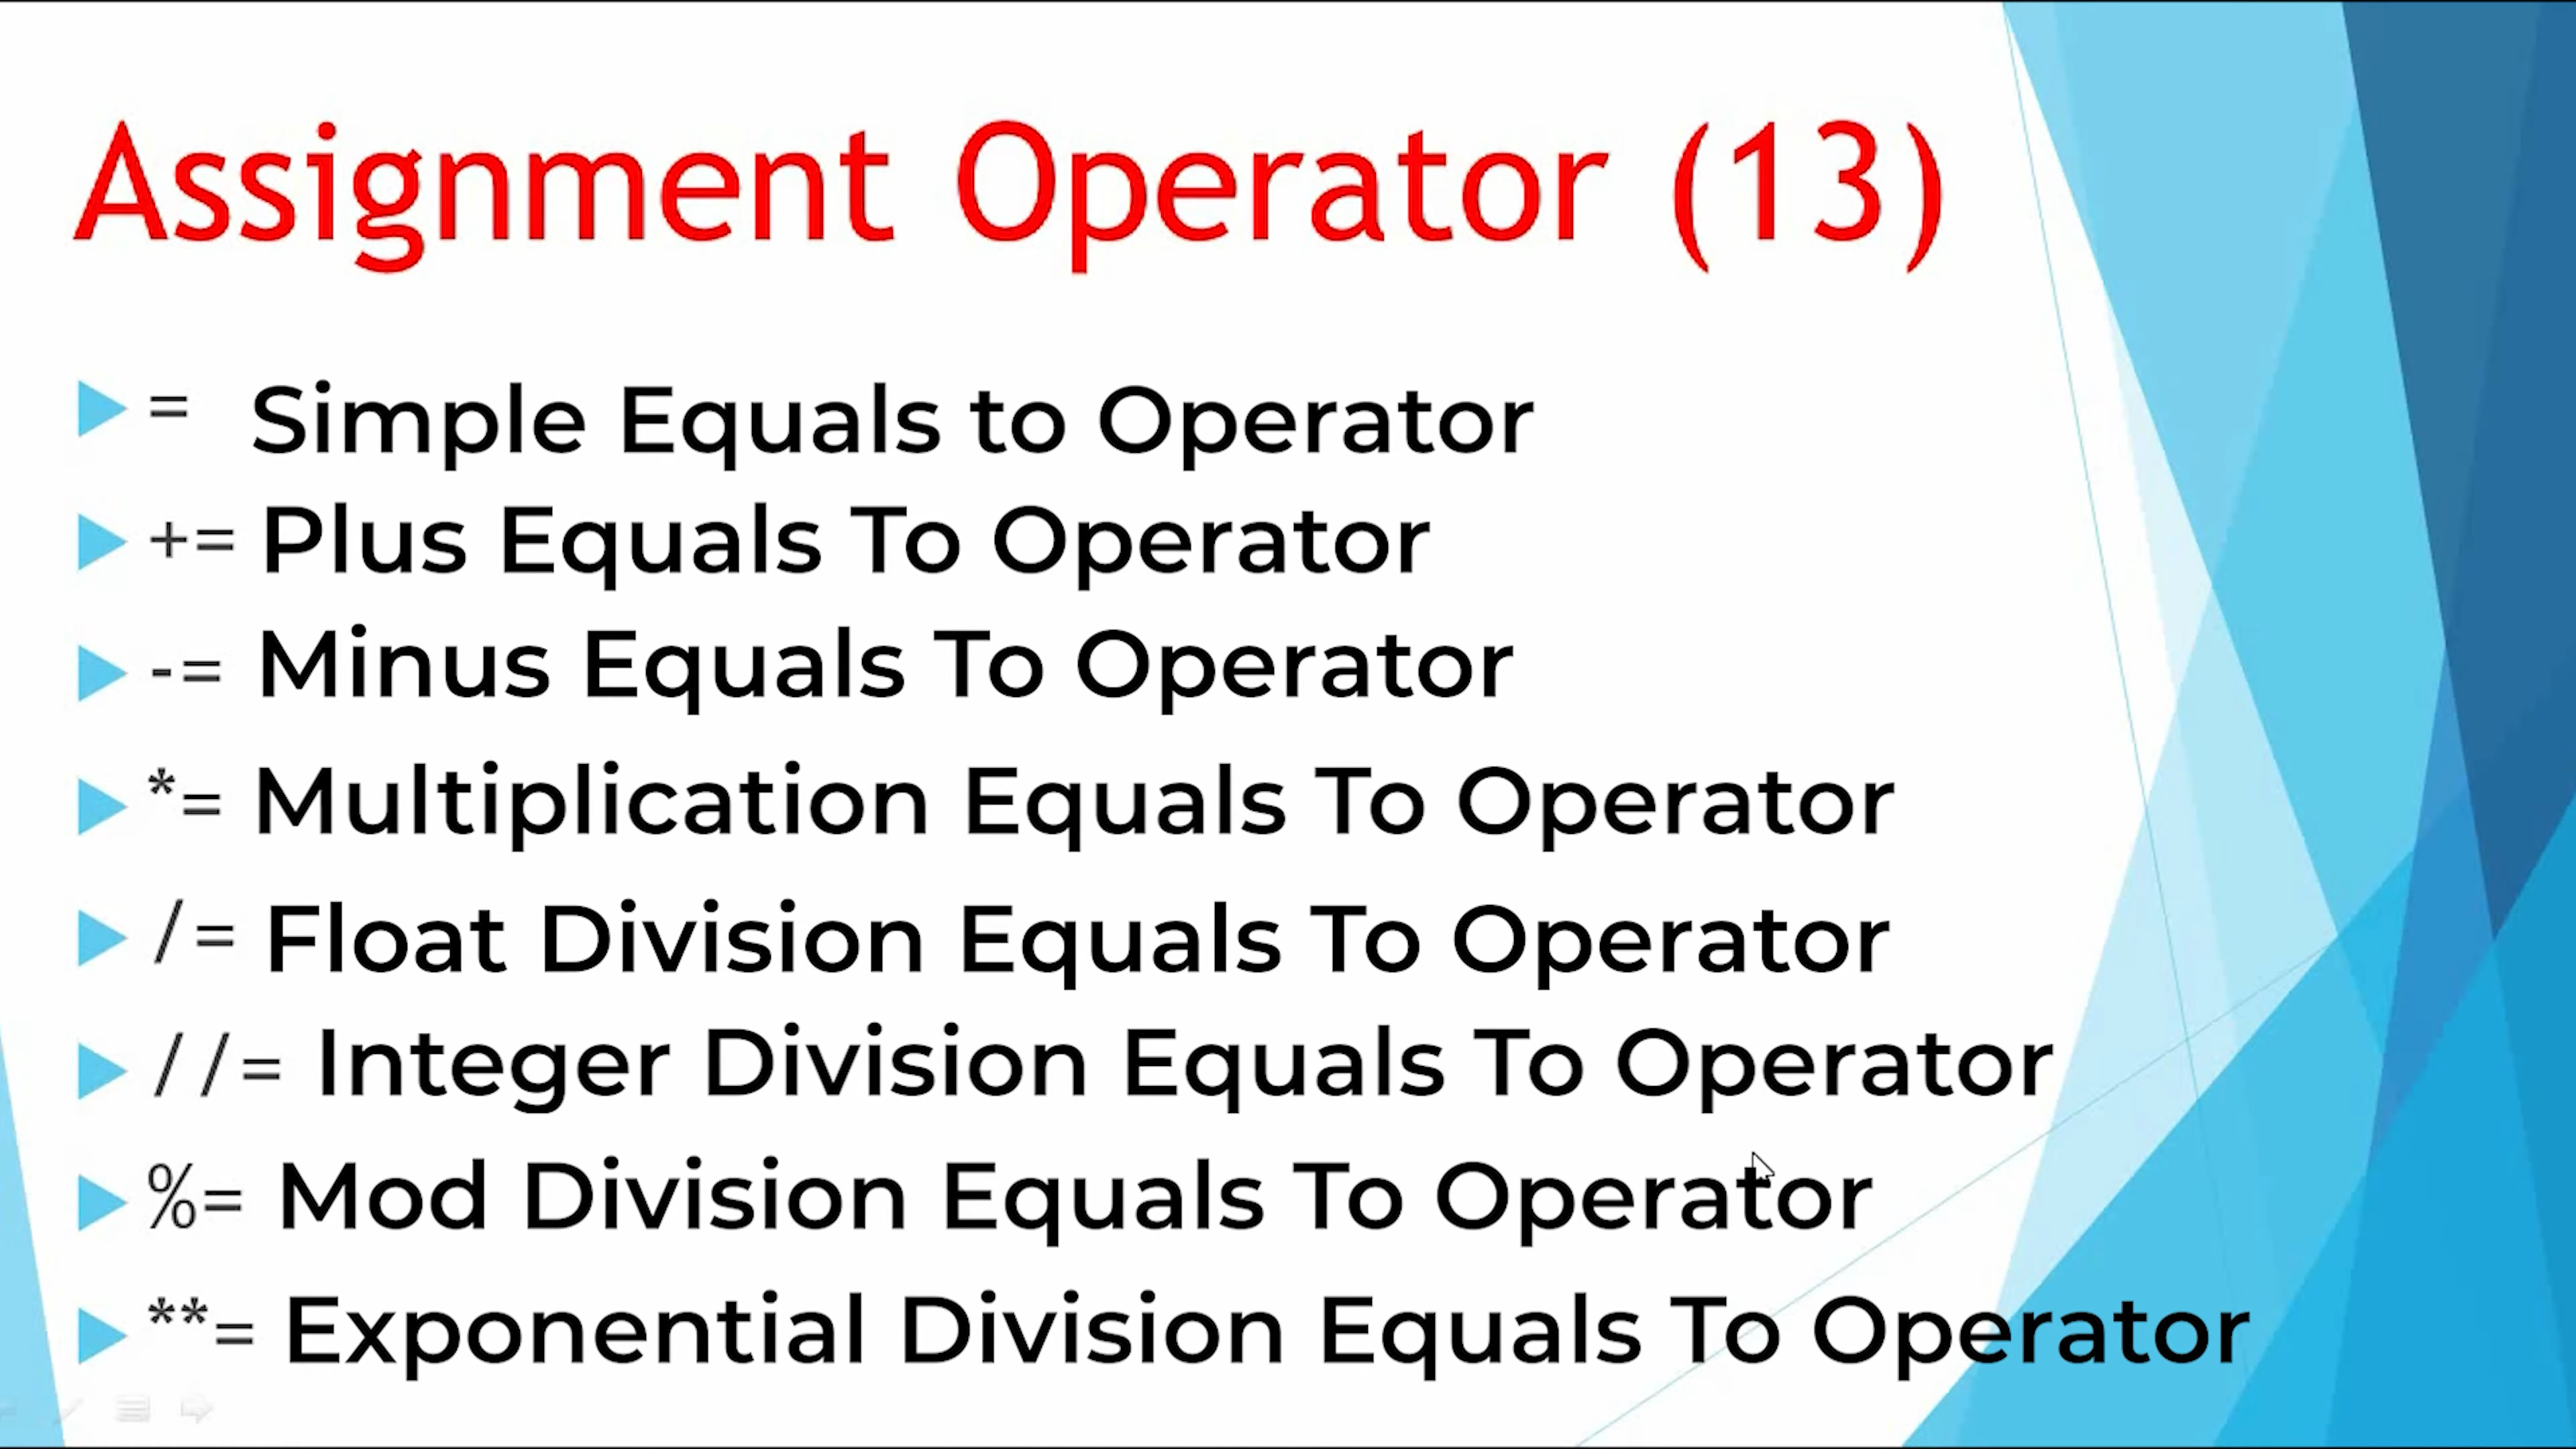 Assignment Operator (13)
= Simple Equals to Operator
+= Plus Equals To Operator
-= Minus Equals To Operator
*= Multiplication Equals To Operator
/= Float Division Equals To Operator
//= Integer Division Equals To Operator
%= Mod Division Equals To Operator
**= Exponential Division Equals To Operator